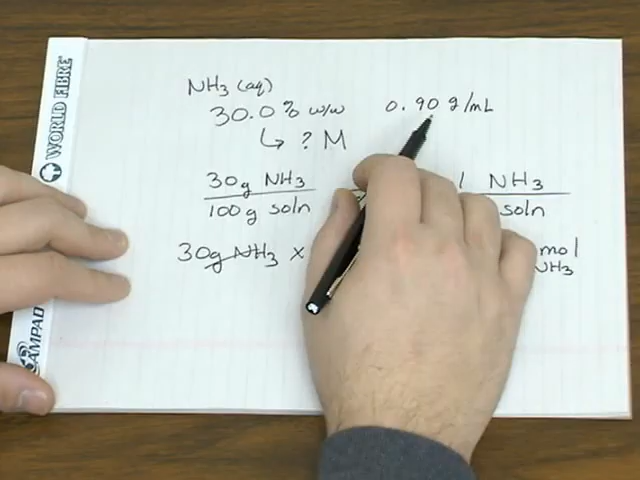 WORLD FIBRE
AMPAD
NH3 (aq)
30.0% w/w 0.90 g/mL
↳ ? M
30g NH3 NH3
100g soln soln
30g NH3 x mol
NH3